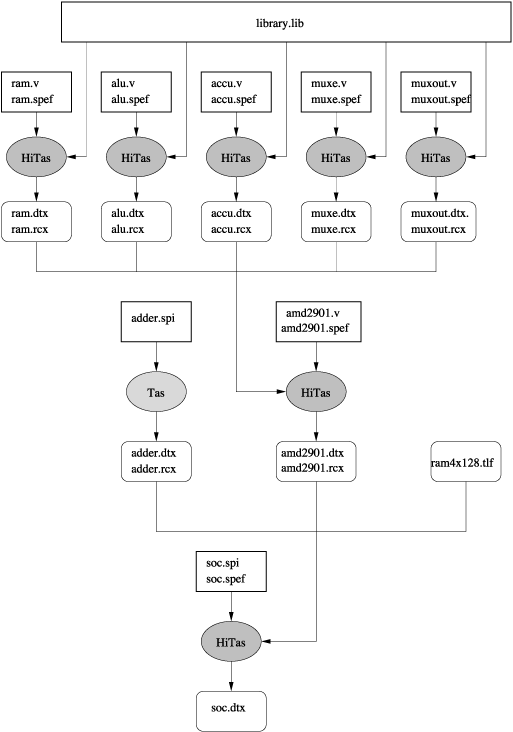 library.lib
ram.v
ram.spef
alu.v
alu.spef
accu.v
accu.spef
muxe.v
muxe.spef
muxout.v
muxout.spef
HiTas
HiTas
HiTas
HiTas
HiTas
ram.dtx
ram.rcx
alu.dtx
alu.rcx
accu.dtx
accu.rcx
muxe.dtx
muxe.rcx
muxout.dtx.
muxout.rcx
adder.spi
amd2901.v
amd2901.spef
Tas
HiTas
adder.dtx
adder.rcx
amd2901.dtx
amd2901.rcx
ram4x128.tlf
soc.spi
soc.spef
HiTas
soc.dtx